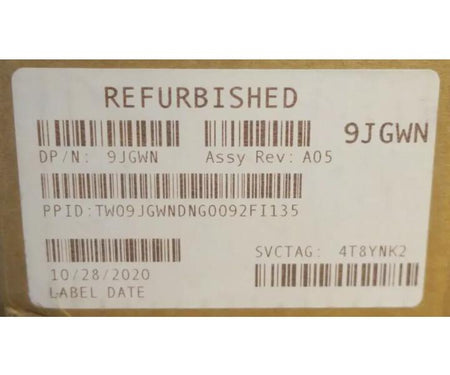 REFURBISHED
9JGWN
DP/N: 9JGWN Assy Rev: A05
PPID:TW09JGWNDNG0092FI135
SVCTAG: 4T8YNK2
10/28/2020
LABEL DATE